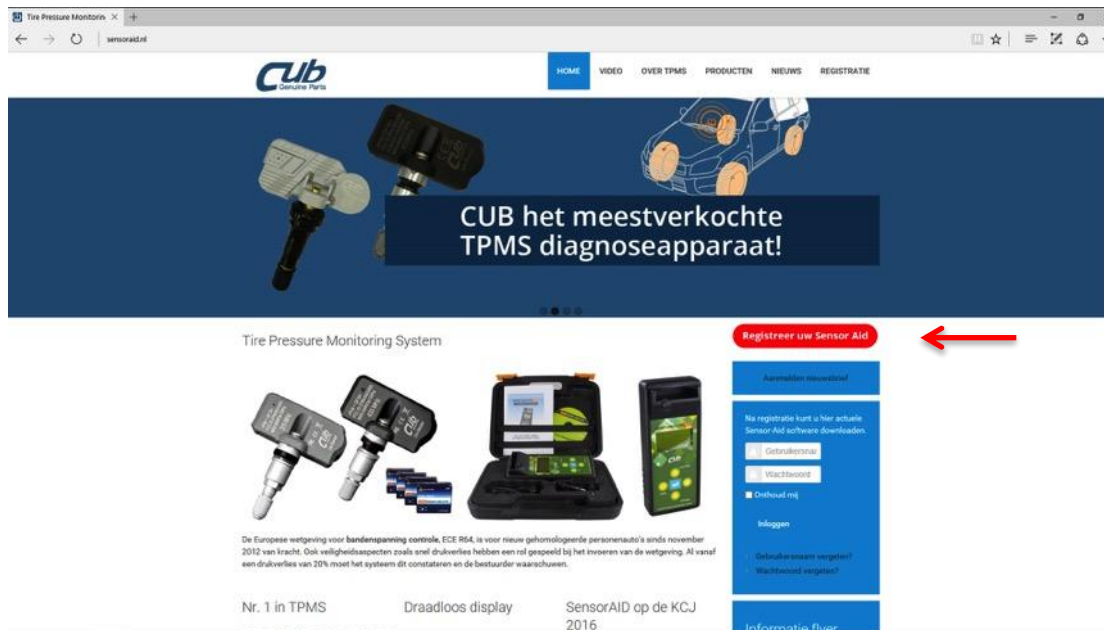 Tire Pressure Monitorin
sensoraid.nl
Cub
Genuine Parts
HOME VIDEO OVER TPMS PRODUCTEN NIEUWS REGISTRATIE
CUB het meestverkochte
TPMS diagnoseapparaat!
Tire Pressure Monitoring System
Registreer uw Sensor Aid
Aanmelden nieuwsbrief
Na registratie kunt u hier actuele
Sensor-Aid software downloaden.
Gebruikersnaa
Wachtwoord
Onthoud mij
Inloggen
Gebruikersnaam vergeten?
Wachtwoord vergeten?
De Europese wetgeving voor bandenspanning controle, ECE R64, is voor nieuw gehomologeerde personenauto's sinds november
2012 van kracht. Ook veiligheidsaspecten zoals snel drukverlies hebben een rol gespeeld bij het invoeren van de wetgeving. Al vanaf
een drukverlies van 20% moet het systeem dit constateren en de bestuurder waarschuwen.
Nr. 1 in TPMS
Draadloos display
SensorAID op de KCJ
2016
Informatie flyer